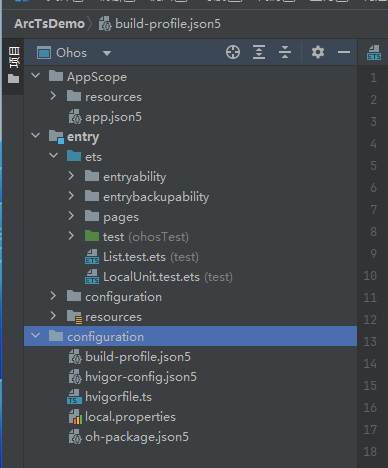 ArcTsDemo build-profile.json5
项目
Ohos
AppScope
resources
app.json5
entry
ets
entryability
entrybackupability
pages
test (ohosTest)
List.test.ets (test)
LocalUnit.test.ets (test)
configuration
resources
configuration
build-profile.json5
hvigor-config.json5
hvigorfile.ts
local.properties
oh-package.json5
ETS
1
2
3
4
5
6
7
8
9
10
11
12
13
14
15
16
17
18